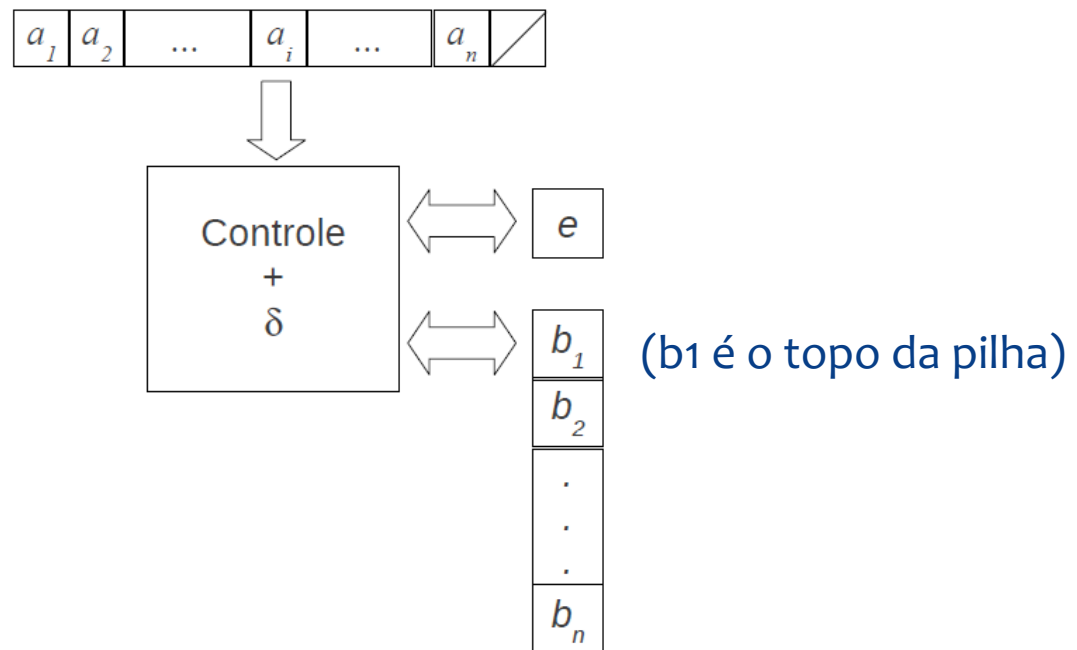 a1 a2 ... ai ... an
Controle
+
δ
e
b1
(b1 é o topo da pilha)
b2
.
.
.
bn